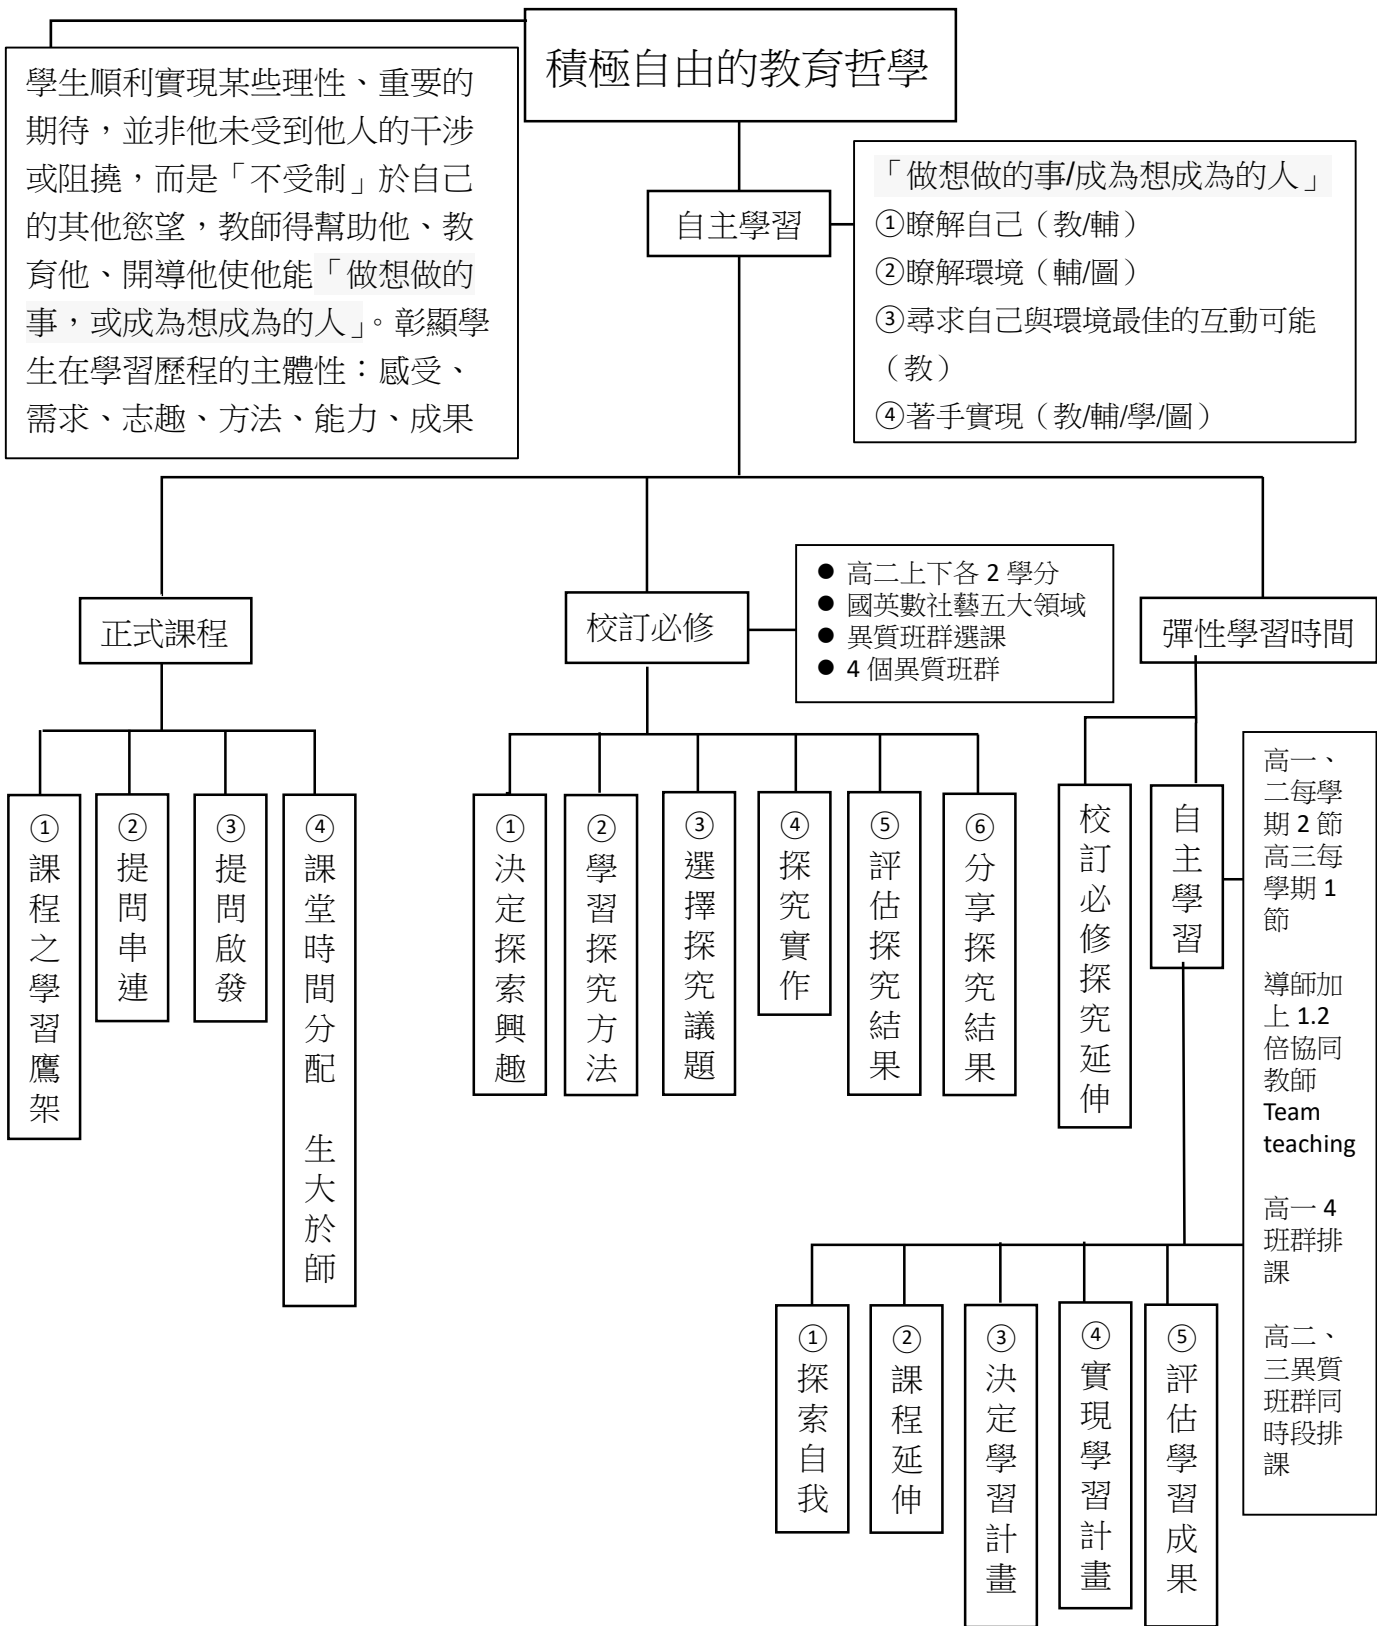 積極自由的教育哲學
學生順利實現某些理性、重要的
期待，並非他未受到他人的干涉
或阻撓，而是「不受制」於自己
的其他慾望，教師得幫助他、教
育他、開導他使他能「做想做的
事，或成為想成為的人」。彰顯學
生在學習歷程的主體性：感受、
需求、志趣、方法、能力、成果
自主學習
「做想做的事/成為想成為的人」
①瞭解自己（教/輔）
②瞭解環境（輔/圖）
③尋求自己與環境最佳的互動可能
（教）
④著手實現（教/輔/學/圖）
正式課程
校訂必修
● 高二上下各 2 學分
● 國英數社藝五大領域
● 異質班群選課
● 4 個異質班群
彈性學習時間
①課程之學習鷹架
②提問串連
③提問啟發
④課堂時間分配 生大於師
①決定探索興趣
②學習探究方法
③選擇探究議題
④探究實作
⑤評估探究結果
⑥分享探究結果
校訂必修探究延伸
自主學習
高一、
二每學
期 2 節
高三每
學期 1
節
導師加
上 1.2
倍協同
教師
Team
teaching
高一 4
班群排
課
高二、
三異質
班群同
時段排
課
①探索自我
②課程延伸
③決定學習計畫
④實現學習計畫
⑤評估學習成果